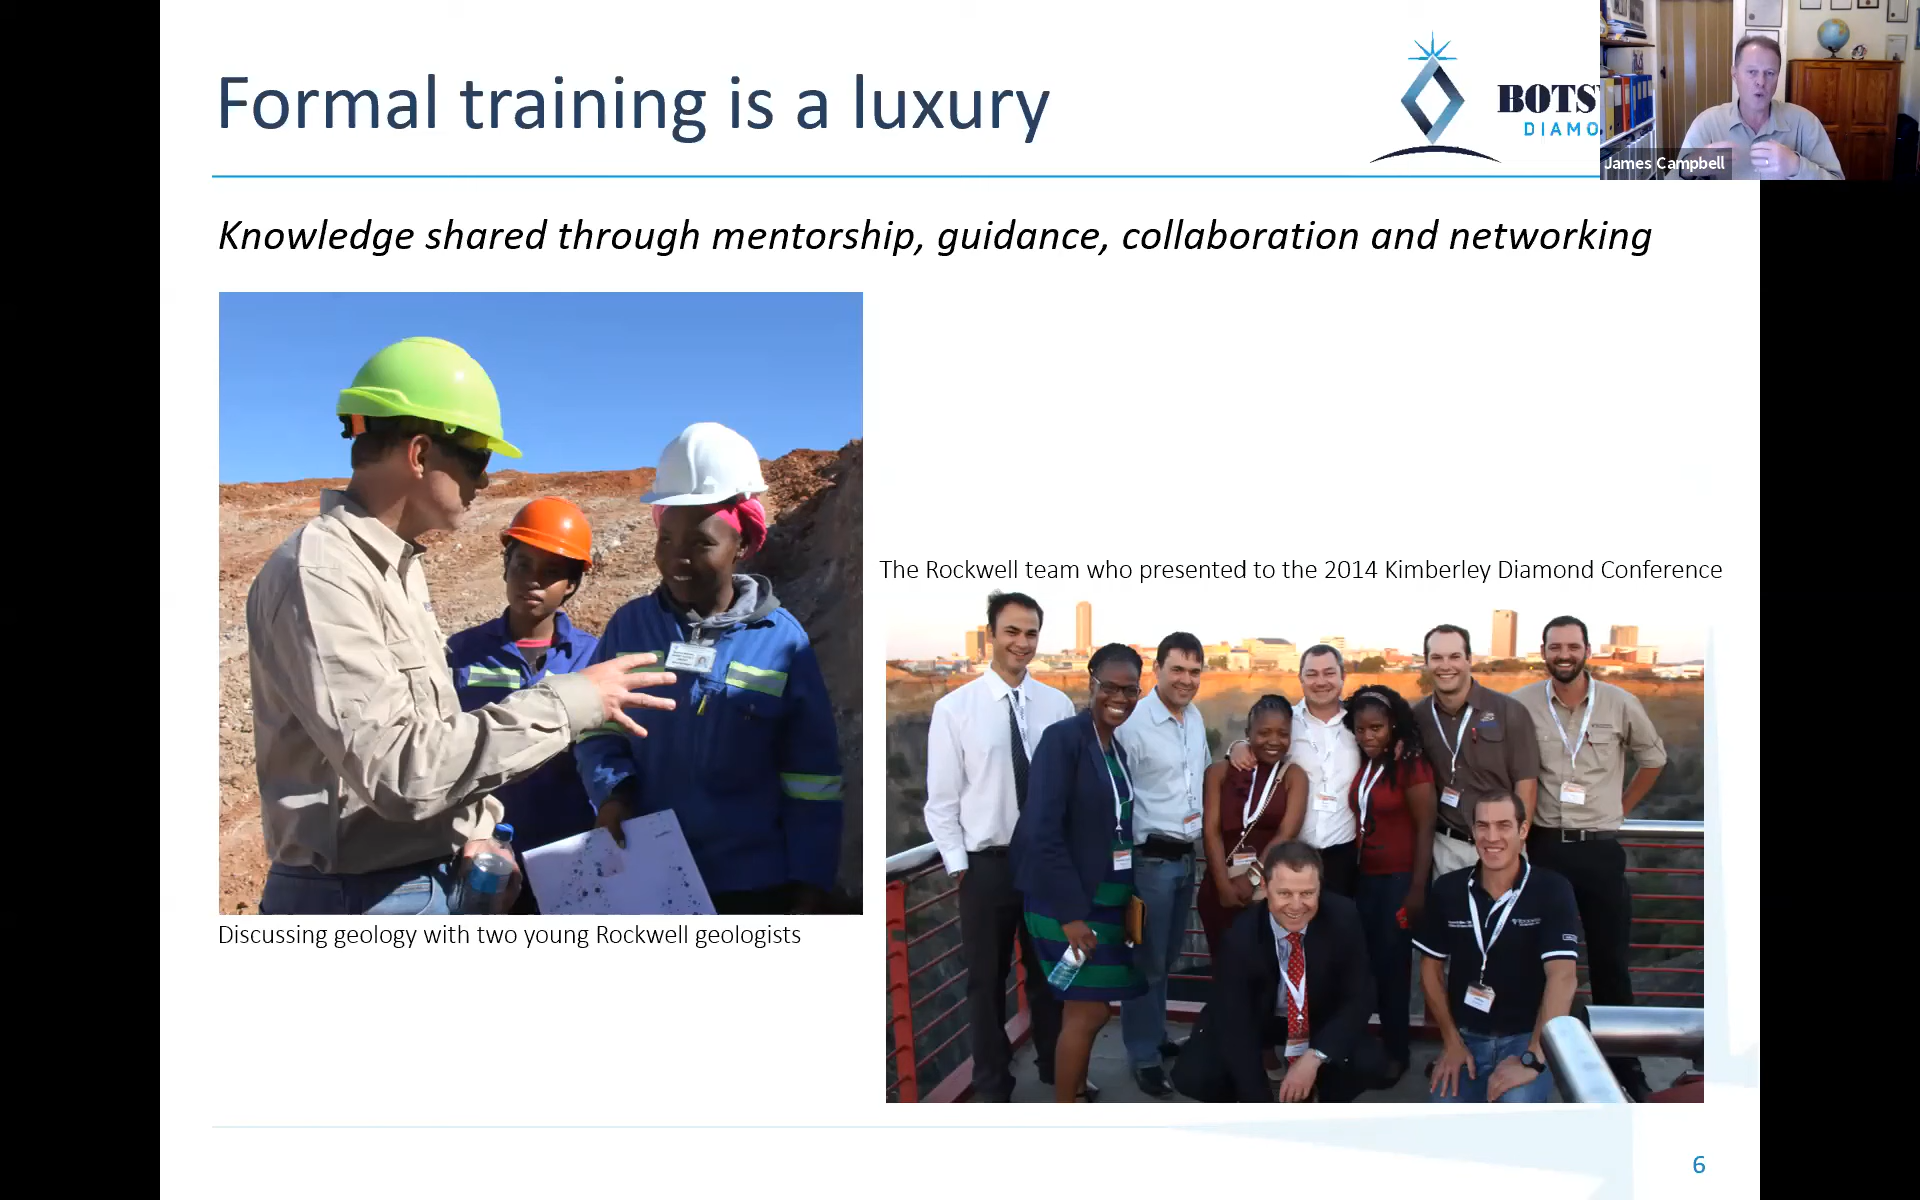 Formal training is a luxury
BOTS
DIAMO
James Campbell
Knowledge shared through mentorship, guidance, collaboration and networking
The Rockwell team who presented to the 2014 Kimberley Diamond Conference
Discussing geology with two young Rockwell geologists
6